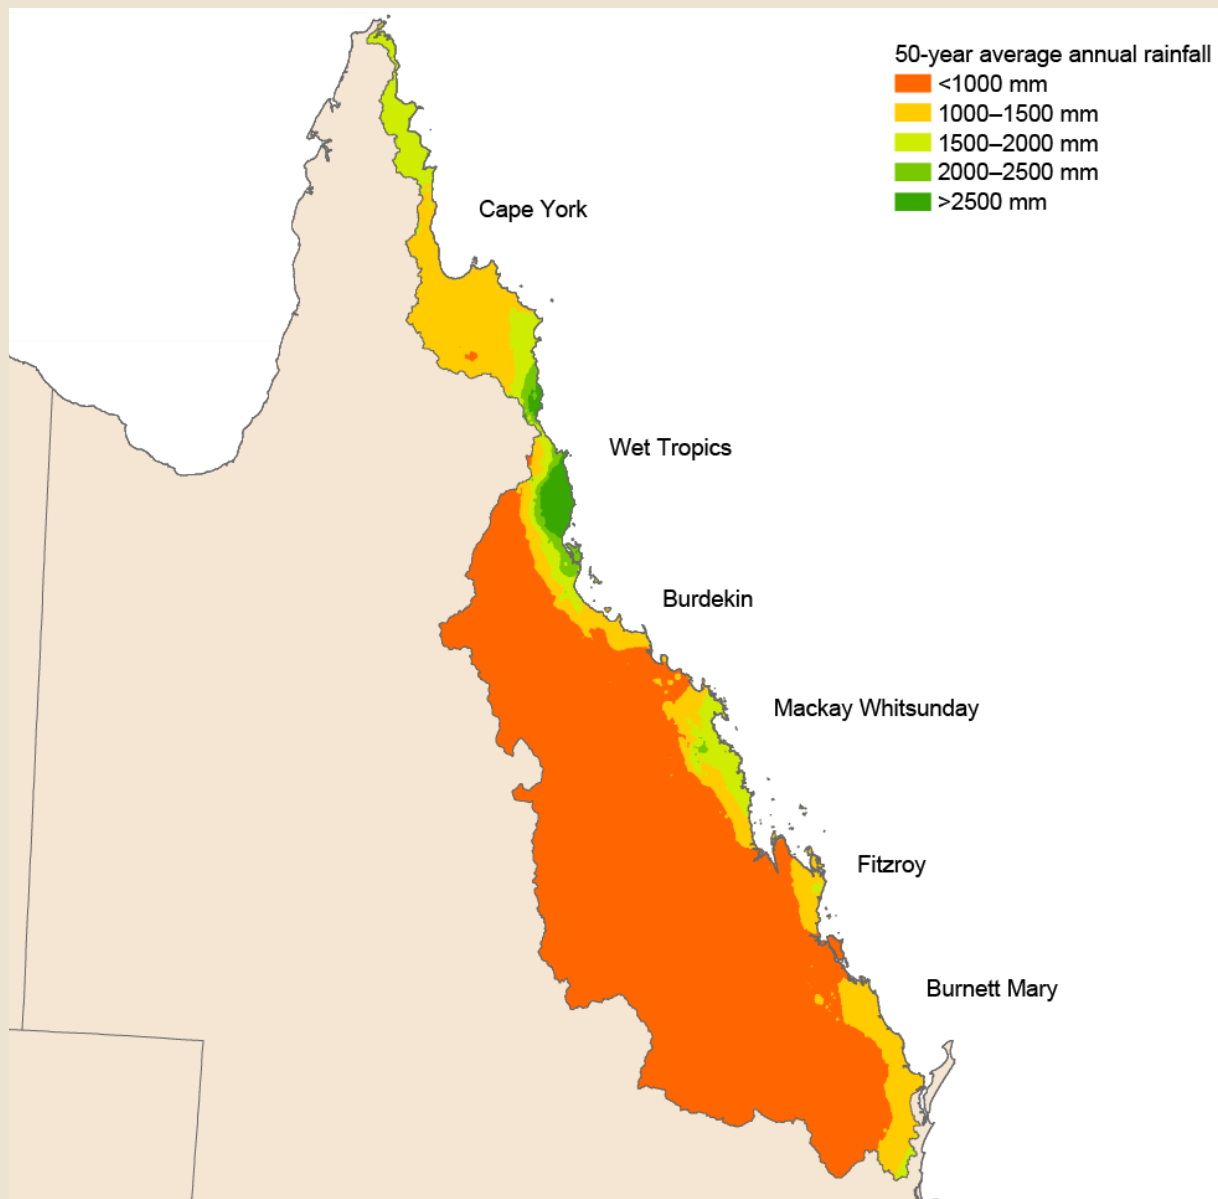 50-year average annual rainfall
<1000 mm
1000–1500 mm
1500–2000 mm
2000–2500 mm
>2500 mm
Cape York
Wet Tropics
Burdekin
Mackay Whitsunday
Fitzroy
Burnett Mary